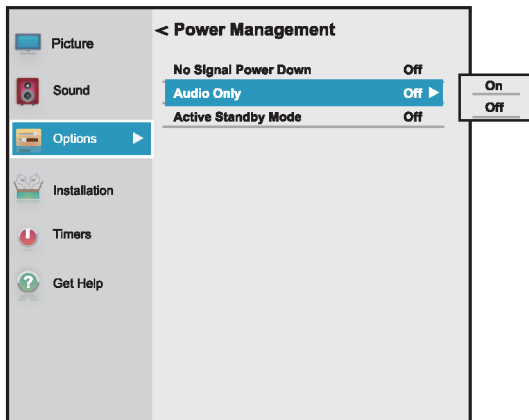 Picture
Sound
Options
Installation
Timers
Get Help
< Power Management
No Signal Power Down Off
Audio Only Off
Active Standby Mode Off
On
Off